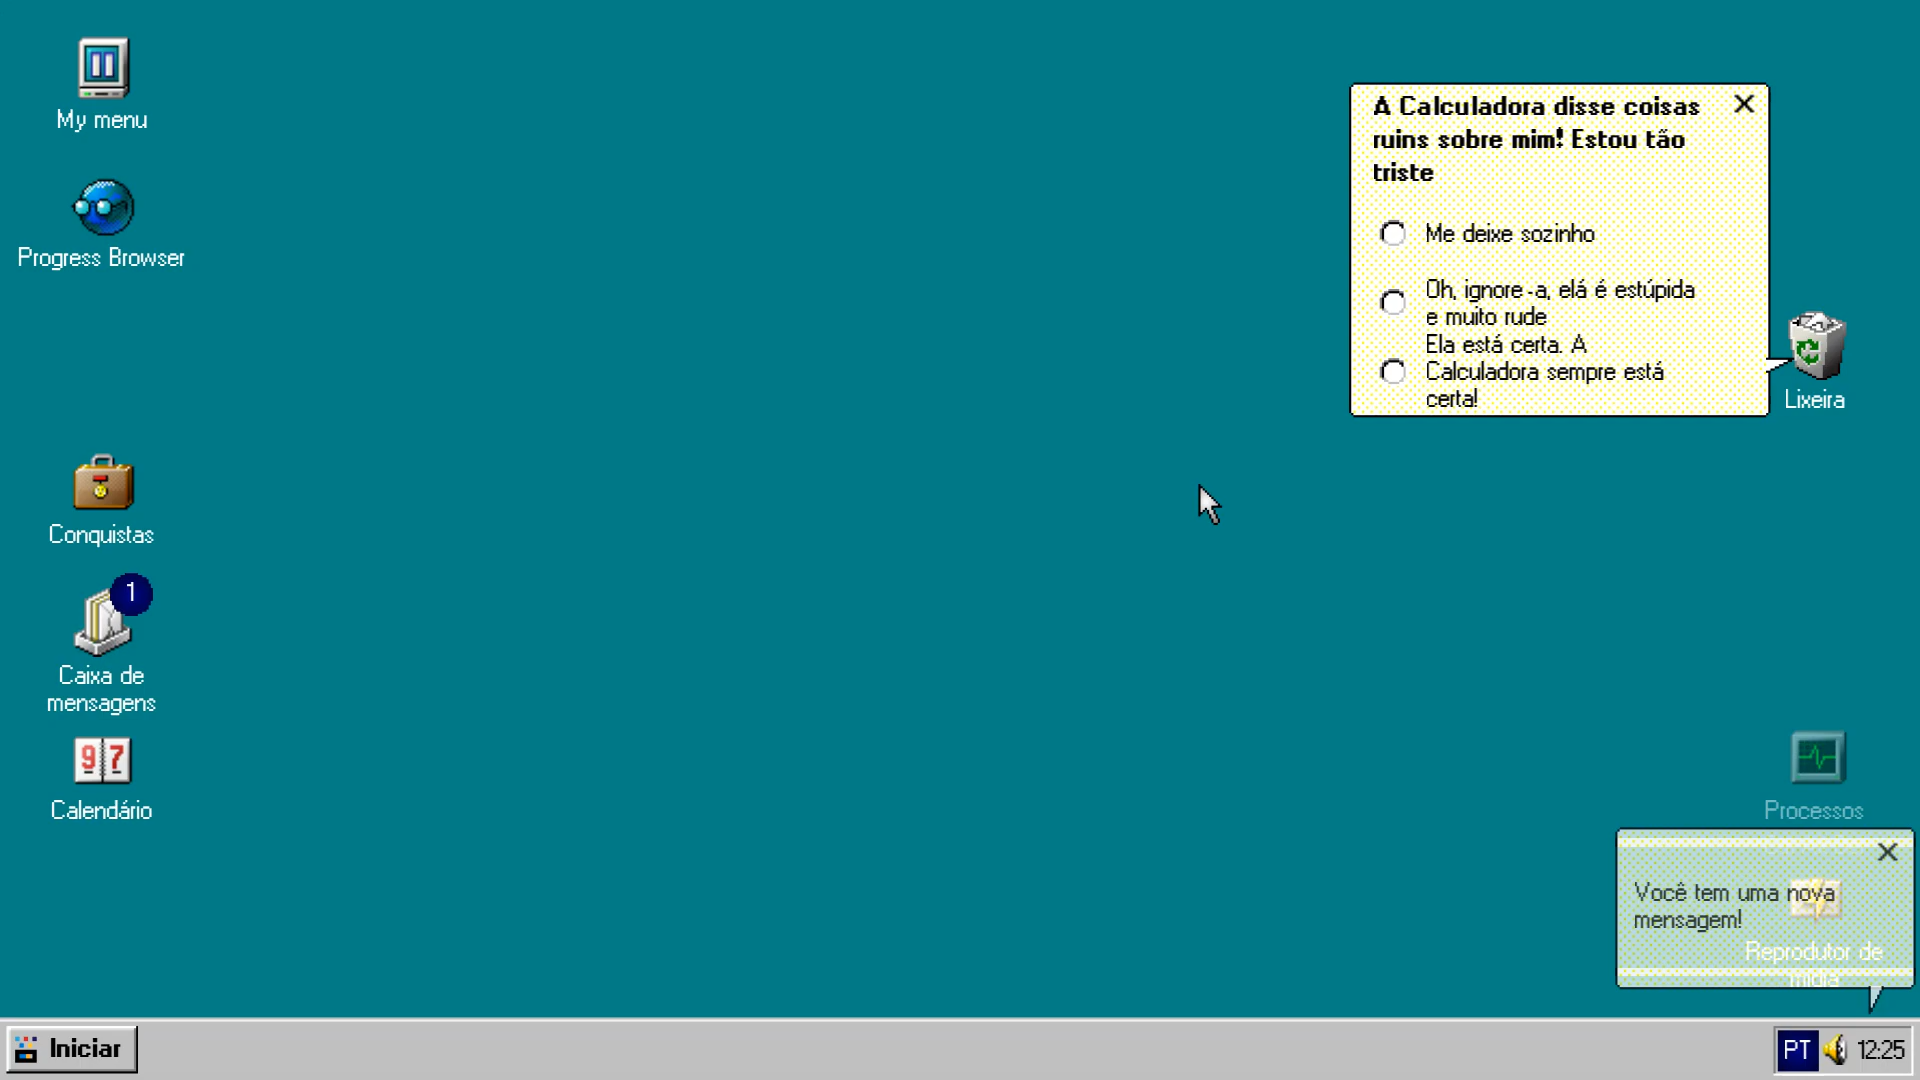 My menu
Progress Browser
Conquistas
1
Caixa de
mensagens
97
Calendário
A Calculadora disse coisas
ruins sobre mim! Estou tão
triste
Me deixe sozinho
Oh, ignore-a, elá é estúpida
e muito rude
Ela está certa. A
Calculadora sempre está
certa!
Lixeira
Processos
Você tem uma nova
mensagem!
Reprodutor de
mídia
Iniciar
PT
12:25